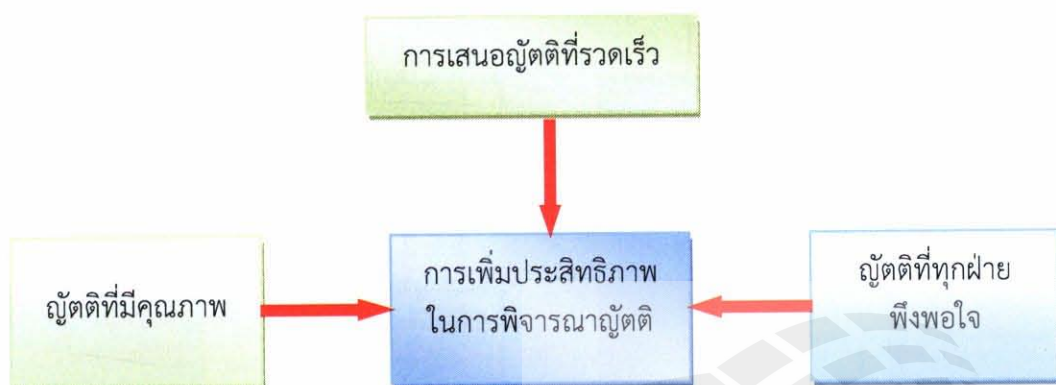 การเสนอญัตติที่รวดเร็ว
ญัตติที่มีคุณภาพ
การเพิ่มประสิทธิภาพ
ในการพิจารณาญัตติ
ญัตติที่ทุกฝ่าย
พึงพอใจ